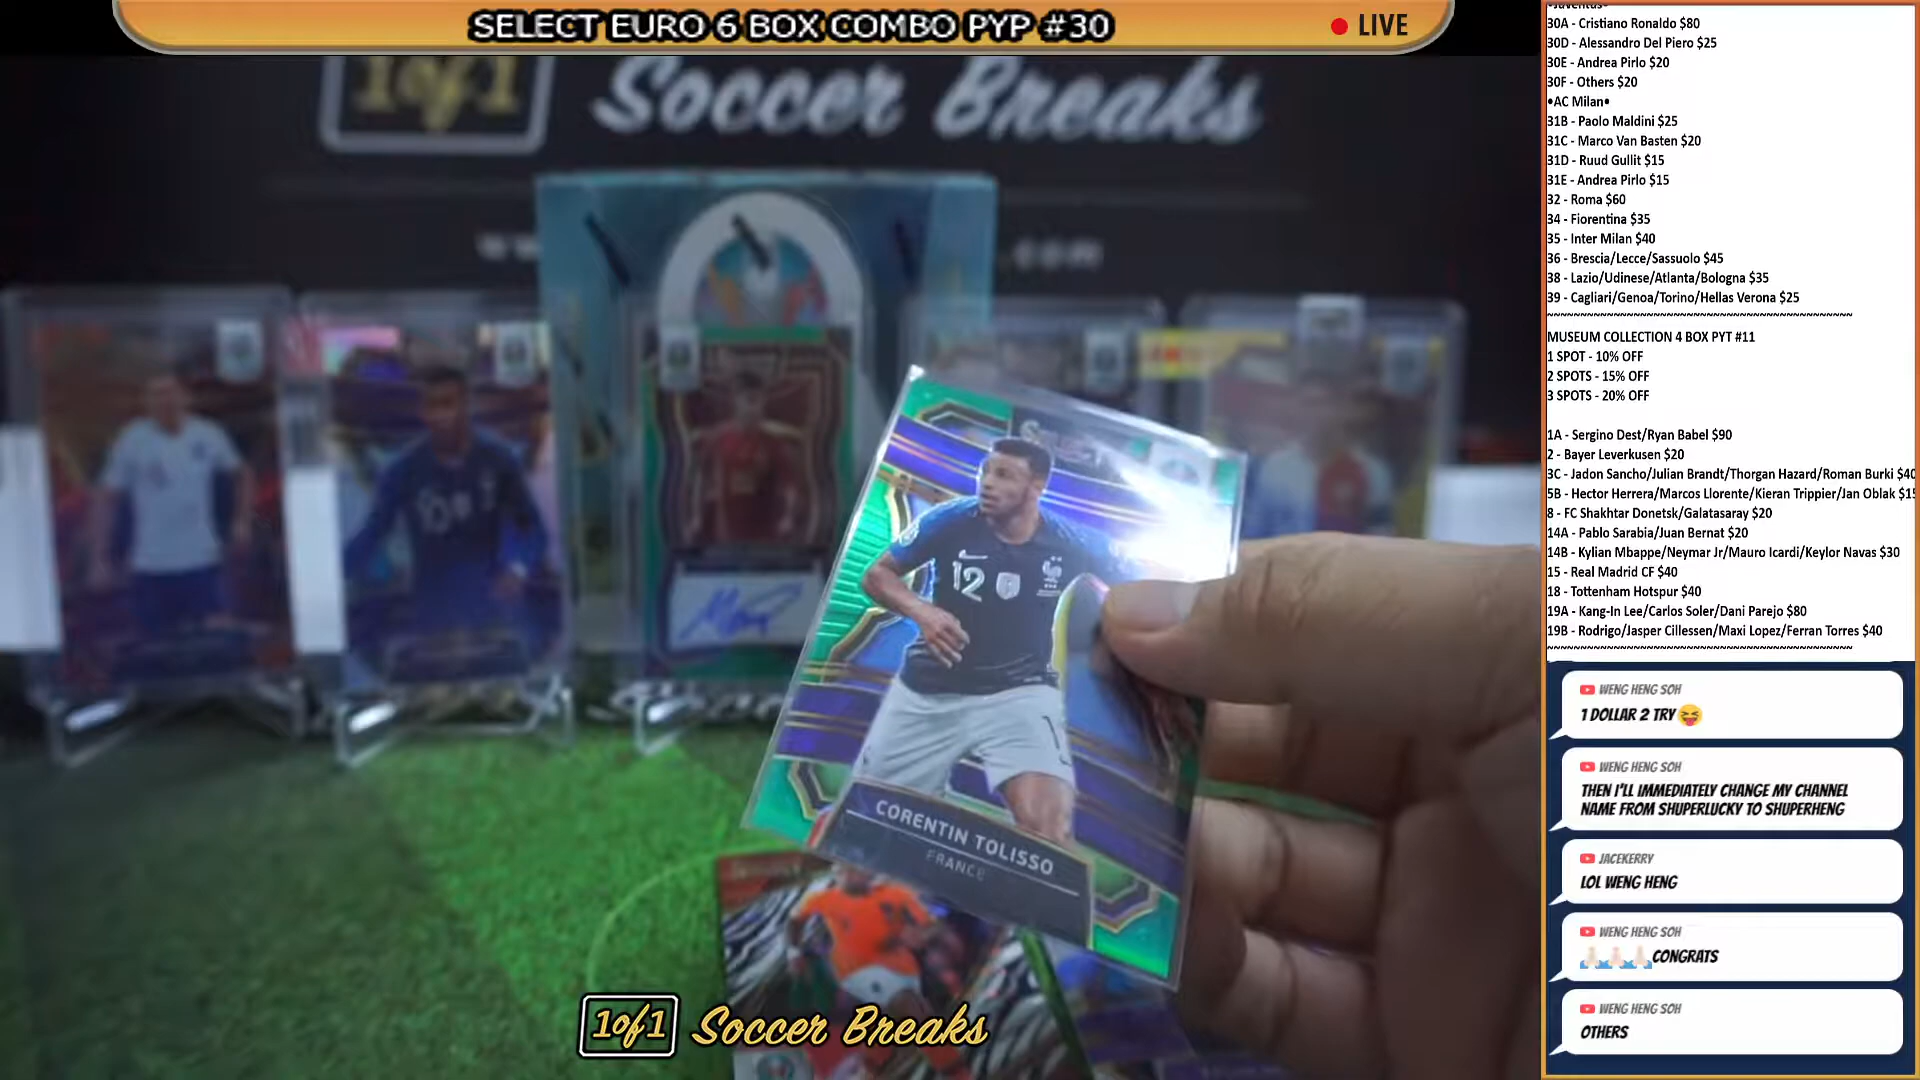 SELECT EURO 6 BOX COMBO PYP #30
LIVE
1of1 Soccer Breaks
.com
12
CORENTIN TOLISSO
FRANCE
1of1 Soccer Breaks
30A - Cristiano Ronaldo $80
30D - Alessandro Del Piero $25
30E - Andrea Pirlo $20
30F - Others $20
•AC Milan•
31B - Paolo Maldini $25
31C - Marco Van Basten $20
31D - Ruud Gullit $15
31E - Andrea Pirlo $15
32 - Roma $60
34 - Fiorentina $35
35 - Inter Milan $40
36 - Brescia/Lecce/Sassuolo $45
38 - Lazio/Udinese/Atlanta/Bologna $35
39 - Cagliari/Genoa/Torino/Hellas Verona $25
~~~~~~~~~~~~~~~~~~~~~~~~~~~~~~~~~~~~~~~~~~~~
MUSEUM COLLECTION 4 BOX PYT #11
1 SPOT - 10% OFF
2 SPOTS - 15% OFF
3 SPOTS - 20% OFF
1A - Sergino Dest/Ryan Babel $90
2 - Bayer Leverkusen $20
3C - Jadon Sancho/Julian Brandt/Thorgan Hazard/Roman Burki $40
5B - Hector Herrera/Marcos Llorente/Kieran Trippier/Jan Oblak $15
8 - FC Shakhtar Donetsk/Galatasaray $20
14A - Pablo Sarabia/Juan Bernat $20
14B - Kylian Mbappe/Neymar Jr/Mauro Icardi/Keylor Navas $30
15 - Real Madrid CF $40
18 - Tottenham Hotspur $40
19A - Kang-In Lee/Carlos Soler/Dani Parejo $80
19B - Rodrigo/Jasper Cillessen/Maxi Lopez/Ferran Torres $40
~~~~~~~~~~~~~~~~~~~~~~~~~~~~~~~~~~~~~~~~~~~~
WENG HENG SOH
1 DOLLAR 2 TRY😝
WENG HENG SOH
THEN I'LL IMMEDIATELY CHANGE MY CHANNEL
NAME FROM SHUPERLUCKY TO SHUPERHENG
JACEKERRY
LOL WENG HENG
WENG HENG SOH
🙏🏻🙏🏻🙏🏻CONGRATS
WENG HENG SOH
OTHERS